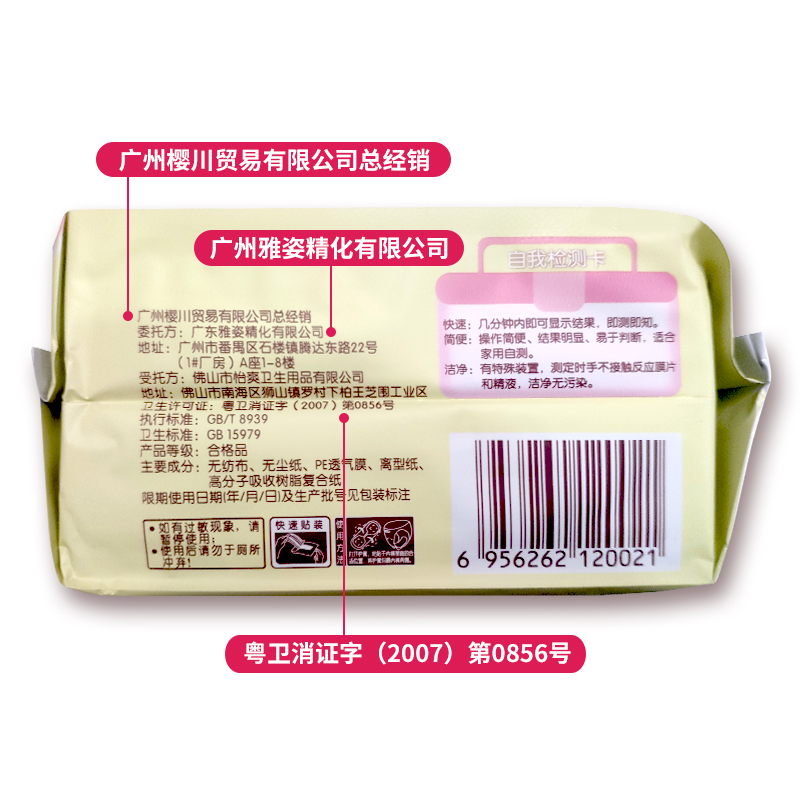 广州樱川贸易有限公司总经销
广州雅姿精化有限公司
自我检测卡
广州樱川贸易有限公司总经销
委托方：广东雅姿精化有限公司
地址：广州市番禺区石楼镇腾达东路22号
（1#厂房）A座1-8楼
受托方：佛山市怡爽卫生用品有限公司
地址：佛山市南海区狮山镇罗村下柏王芝围工业区
卫生许可证：粤卫消证字（2007）第0856号
执行标准：GB/T 8939
卫生标准：GB 15979
产品等级：合格品
主要成分：无纺布、无尘纸、PE透气膜、离型纸、
高分子吸收树脂复合纸
限期使用日期(年/月/日)及生产批号见包装标注
快速：几分钟内即可显示结果，即测即知。
简便：操作简便、结果明显、易于判断，适合
家用自测。
洁净：有特殊装置，测定时手不接触反应膜片
和精液，洁净无污染。
●如有过敏现象，请
暂停使用；
●使用后请勿于厕所
冲弃！
快速贴装
使用方法
6 956262 120021
粤卫消证字（2007）第0856号